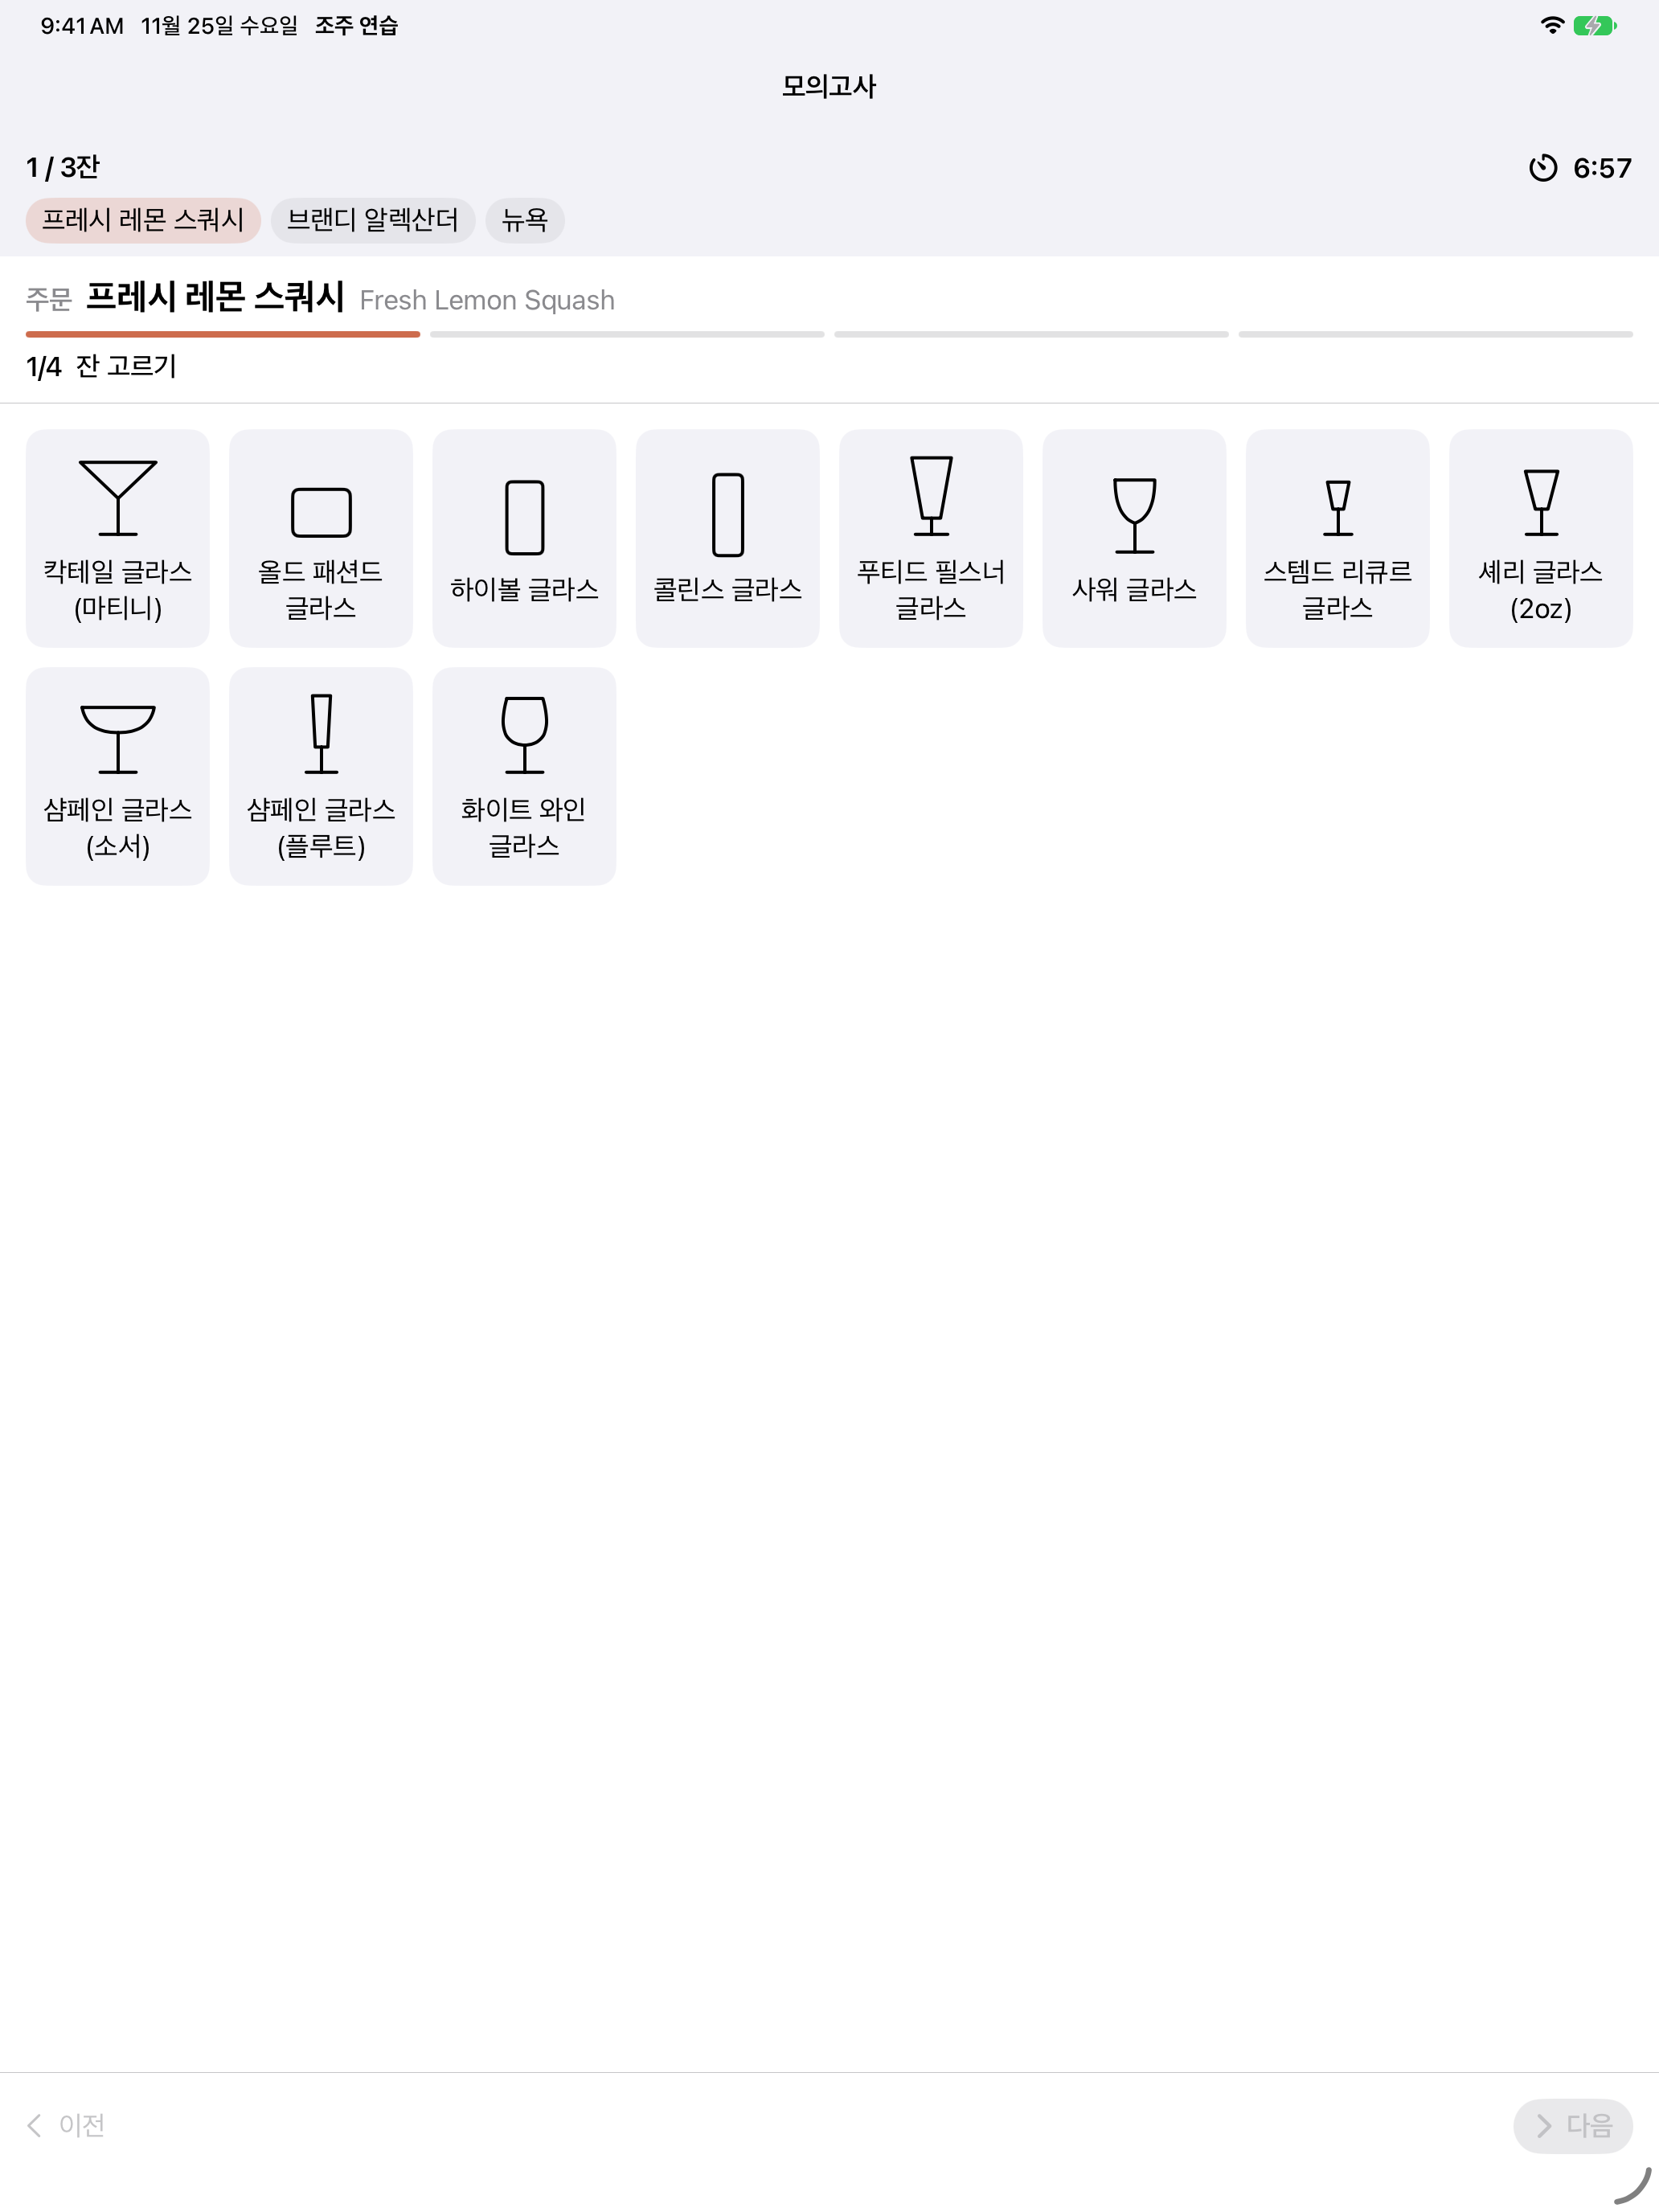 9:41 AM 11월 25일 수요일 조주 연습
모의고사
1 / 3잔
6:57
프레시 레몬 스쿼시 브랜디 알렉산더 뉴욕
주문 프레시 레몬 스쿼시 Fresh Lemon Squash
1/4 잔 고르기
칵테일 글라스
(마티니)
올드 패션드
글라스
하이볼 글라스
콜린스 글라스
푸티드 필스너
글라스
사워 글라스
스템드 리큐르
글라스
셰리 글라스
(2oz)
샴페인 글라스
(소서)
샴페인 글라스
(플루트)
화이트 와인
글라스
이전
다음